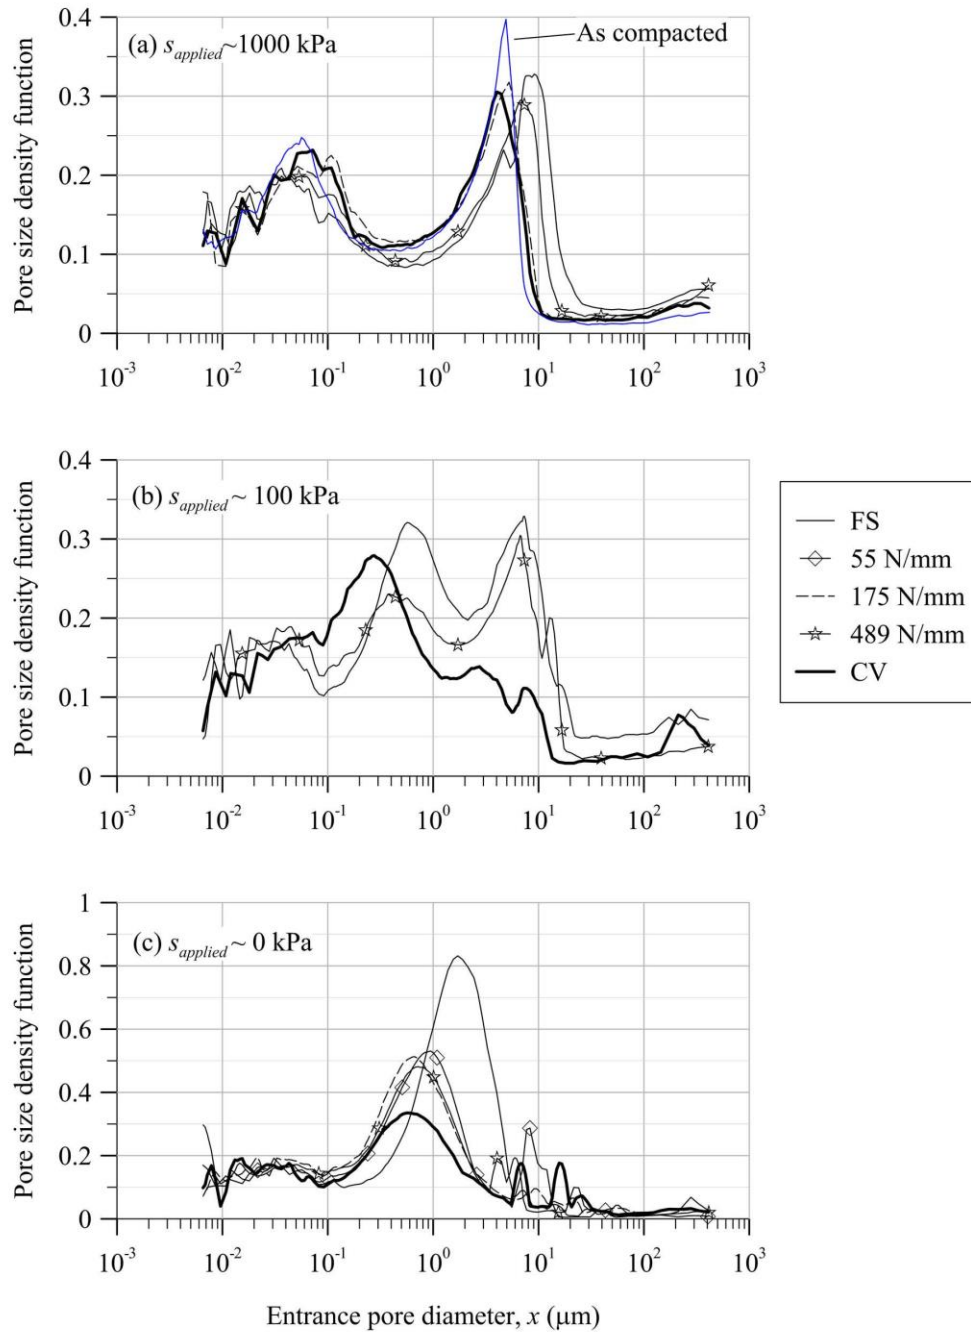 0.4
(a) s_applied~1000 kPa
As compacted
0.3
0.2
0.1
0
Pore size density function
10^-3 10^-2 10^-1 10^0 10^1 10^2 10^3
0.4
(b) s_applied~ 100 kPa
0.3
0.2
0.1
0
Pore size density function
10^-3 10^-2 10^-1 10^0 10^1 10^2 10^3
FS
55 N/mm
175 N/mm
489 N/mm
CV
1
(c) s_applied~ 0 kPa
0.8
0.6
0.4
0.2
0
Pore size density function
10^-3 10^-2 10^-1 10^0 10^1 10^2 10^3
Entrance pore diameter, x (μm)